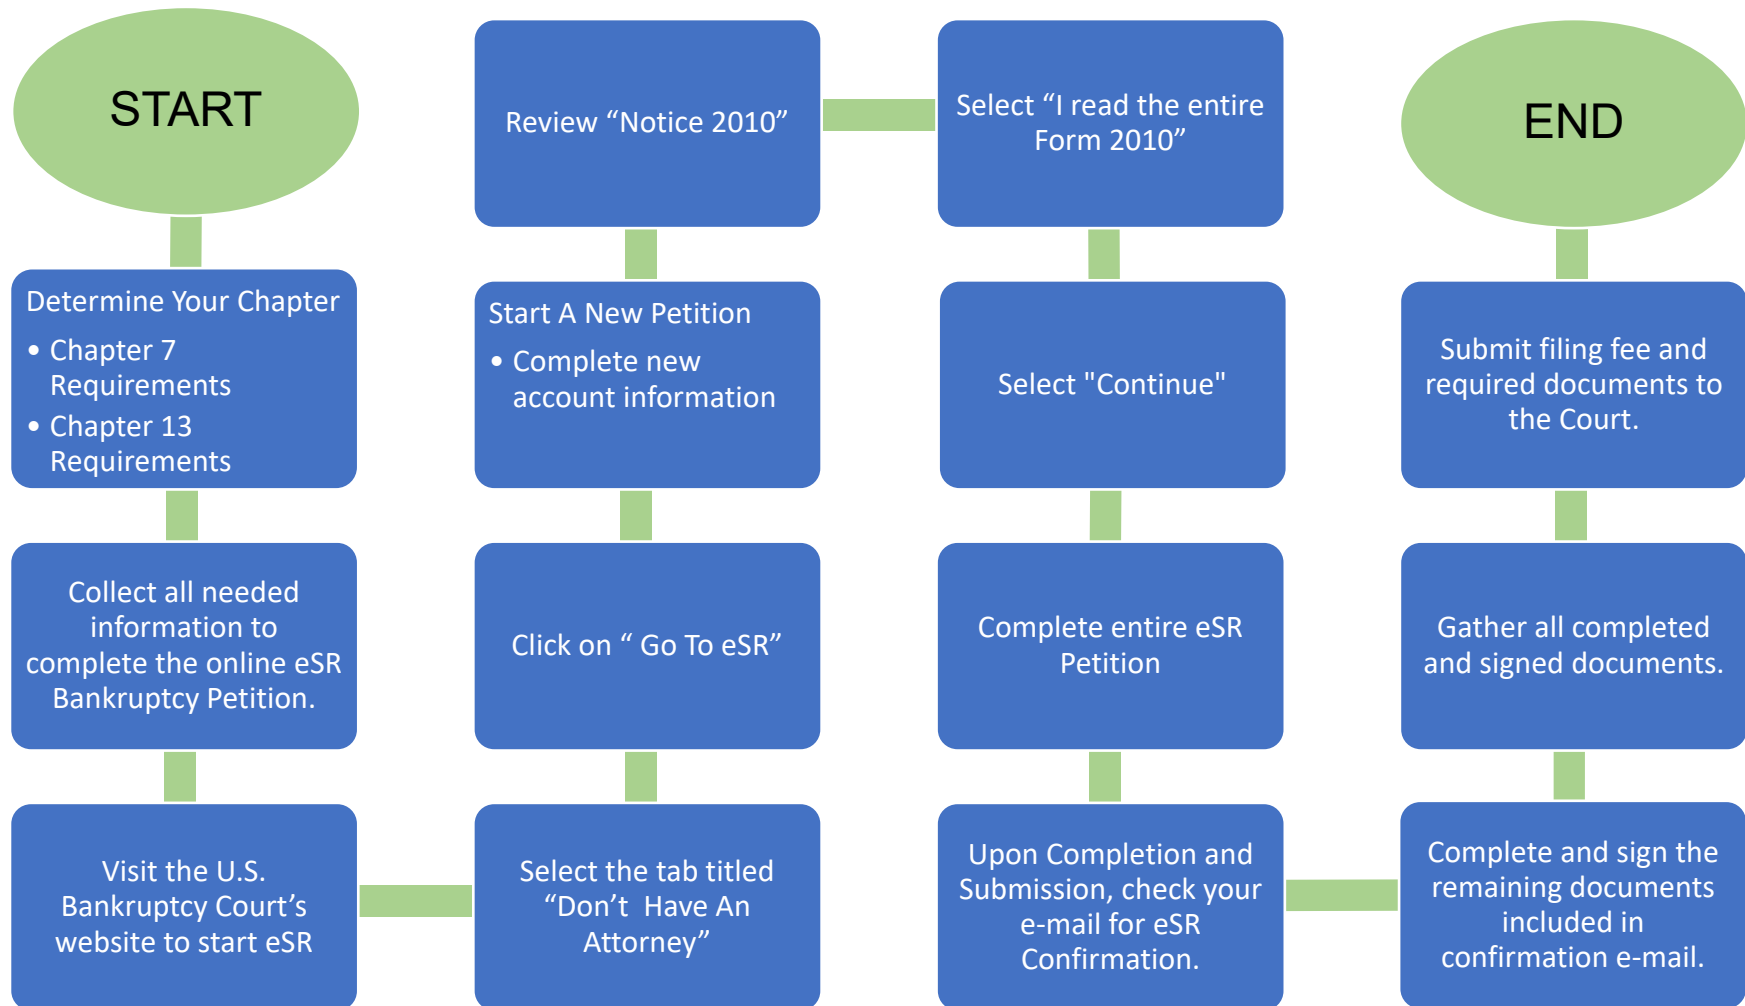 START
Determine Your Chapter
• Chapter 7
Requirements
• Chapter 13
Requirements
Collect all needed
information to
complete the online eSR
Bankruptcy Petition.
Visit the U.S.
Bankruptcy Court’s
website to start eSR
Select the tab titled
“Don’t  Have An
Attorney”
Click on “ Go To eSR”
Start A New Petition
• Complete new
account information
Review “Notice 2010”
Select “I read the entire
Form 2010”
Select "Continue"
Complete entire eSR
Petition
Upon Completion and
Submission, check your
e-mail for eSR
Confirmation.
Complete and sign the
remaining documents
included in
confirmation e-mail.
Gather all completed
and signed documents.
Submit filing fee and
required documents to
the Court.
END